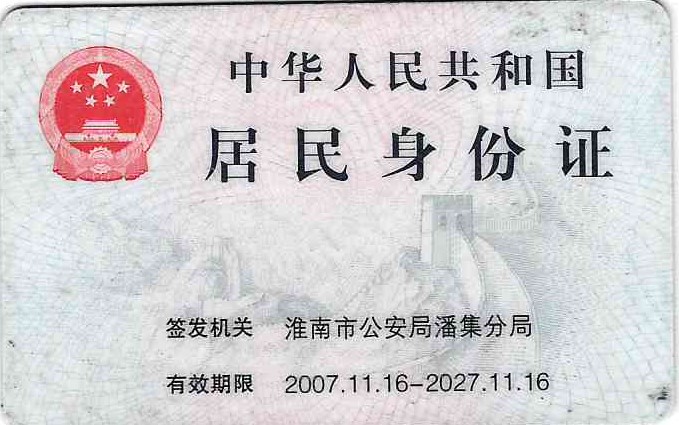 中华人民共和国
居民身份证
签发机关 淮南市公安局潘集分局
有效期限 2007.11.16-2027.11.16